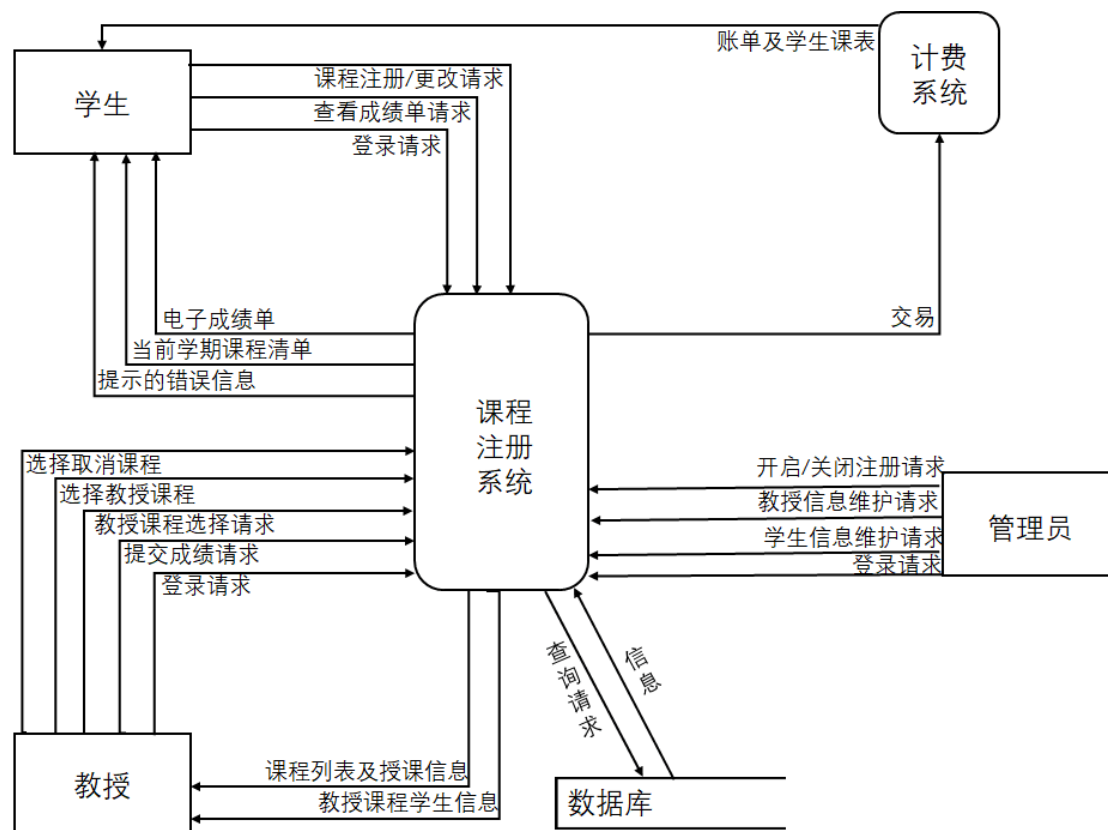 账单及学生课表
计费
系统
学生
课程注册/更改请求
查看成绩单请求
登录请求
电子成绩单
当前学期课程清单
提示的错误信息
交易
课程
注册
系统
选择取消课程
选择教授课程
教授课程选择请求
提交成绩请求
登录请求
开启/关闭注册请求
教授信息维护请求
学生信息维护请求
登录请求
管理员
查询请求
信息
教授
课程列表及授课信息
教授课程学生信息
数据库